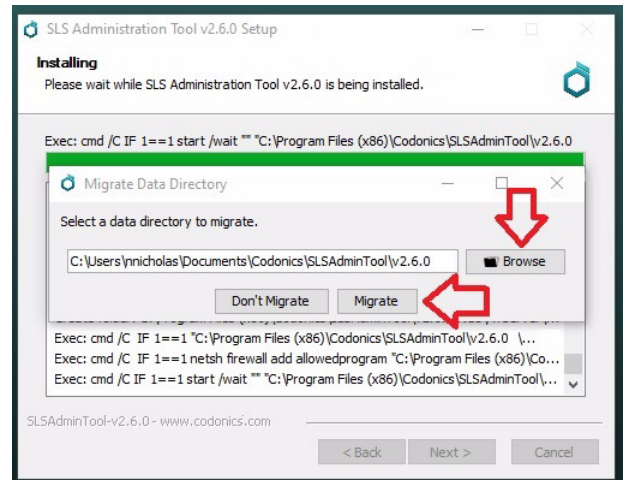 SLS Administration Tool v2.6.0 Setup
Installing
Please wait while SLS Administration Tool v2.6.0 is being installed.
Exec: cmd /C IF 1==1 start /wait "" "C:\Program Files (x86)\Codonics\SLSAdminTool\v2.6.0
Migrate Data Directory
Select a data directory to migrate.
C:\Users\nnicholas\Documents\Codonics\SLSAdminTool\v2.6.0
Browse
Don't Migrate
Migrate
Exec: cmd /C IF 1==1 "C:\Program Files (x86)\Codonics\SLSAdminTool\v2.6.0 \...
Exec: cmd /C IF 1==1 netsh firewall add allowedprogram "C:\Program Files (x86)\Co...
Exec: cmd /C IF 1==1 start /wait "" "C:\Program Files (x86)\Codonics\SLSAdminTool\...
SLSAdminTool-v2.6.0 - www.codonics.com
< Back
Next >
Cancel